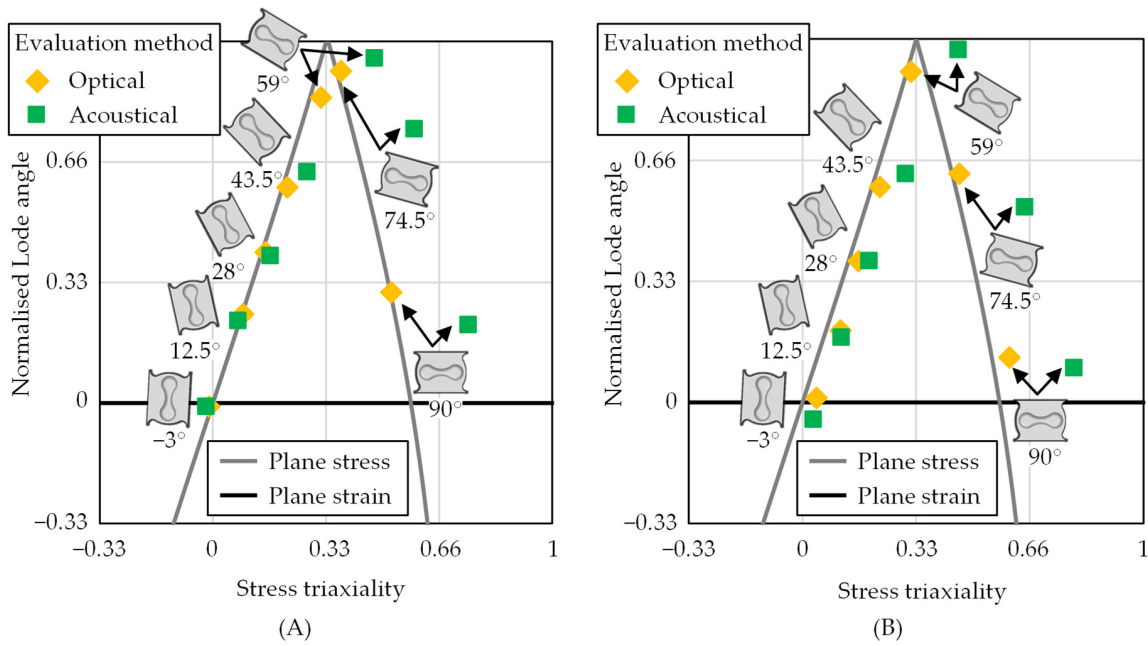 Evaluation method
Optical
Acoustical
Normalised Lode angle
0.66
0.33
0
−0.33
−0.33
0
0.33
0.66
1
Stress triaxiality
59°
43.5°
28°
12.5°
−3°
74.5°
90°
Plane stress
Plane strain
(A)
Evaluation method
Optical
Acoustical
Normalised Lode angle
0.66
0.33
0
−0.33
−0.33
0
0.33
0.66
1
Stress triaxiality
43.5°
28°
12.5°
−3°
59°
74.5°
90°
Plane stress
Plane strain
(B)